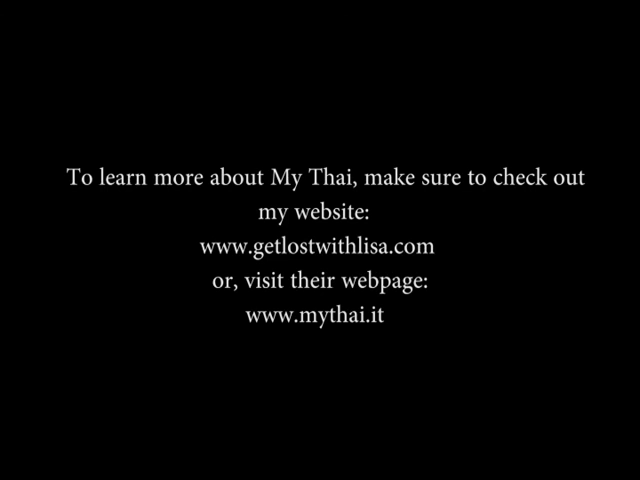 To learn more about My Thai, make sure to check out
my website:
www.getlostwithlisa.com
or, visit their webpage:
www.mythai.it